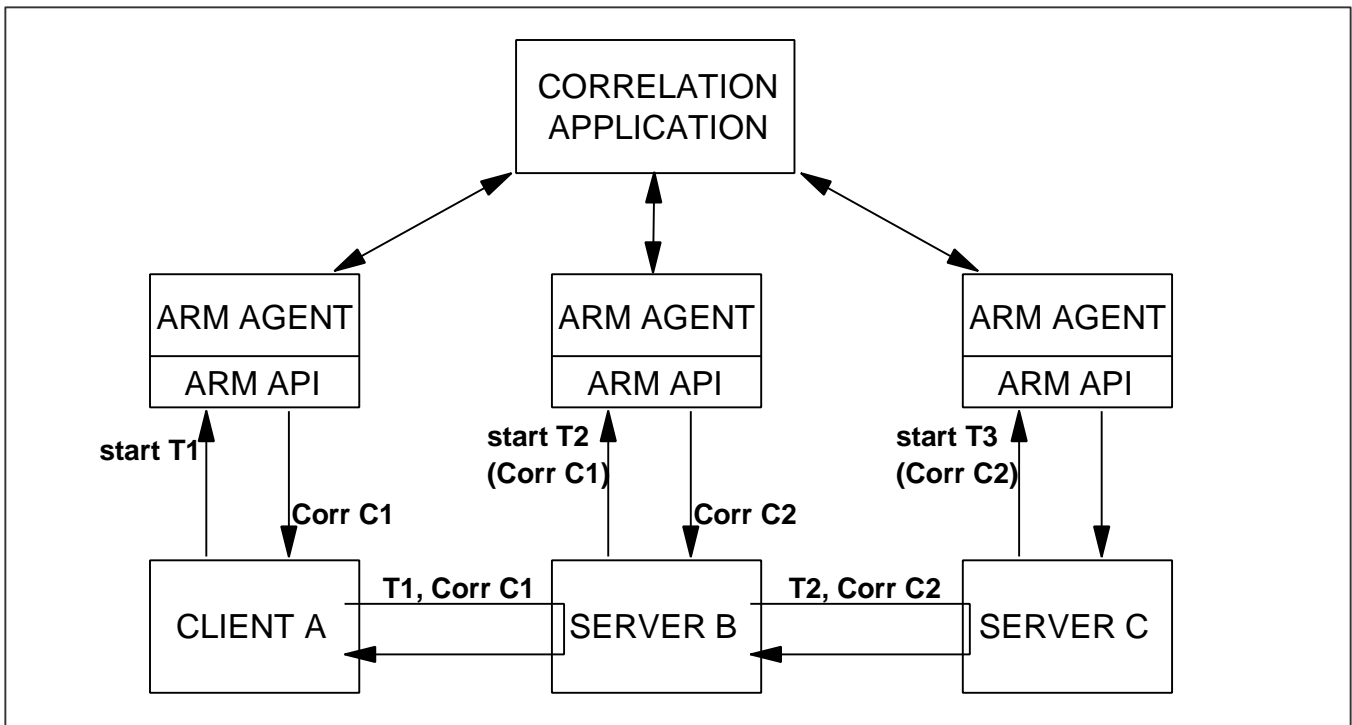 CORRELATION
APPLICATION
ARM AGENT
ARM API
ARM AGENT
ARM API
ARM AGENT
ARM API
start T1
Corr C1
start T2
(Corr C1)
Corr C2
start T3
(Corr C2)
CLIENT A
T1, Corr C1
SERVER B
T2, Corr C2
SERVER C